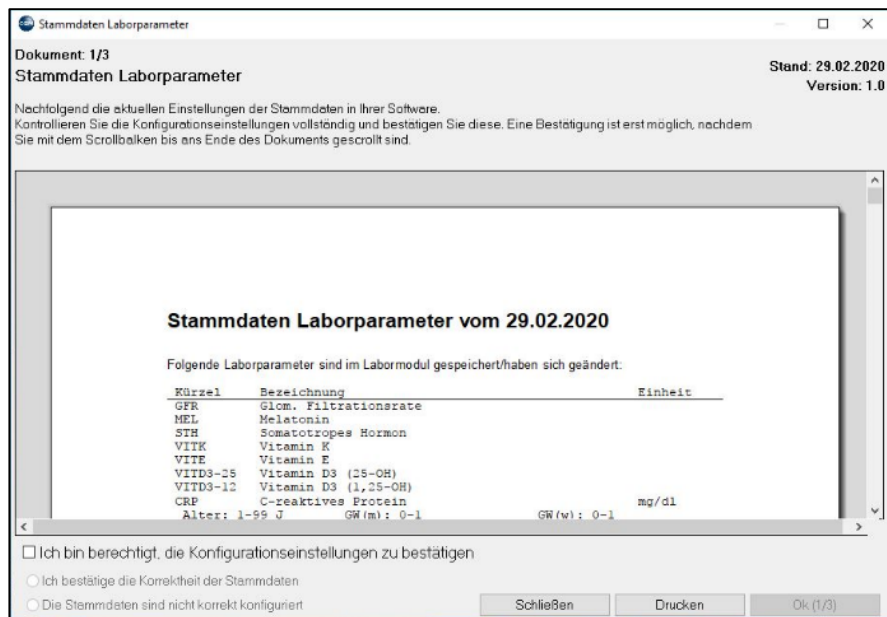 CGM Stammdaten Laborparameter
Dokument: 1/3
Stammdaten Laborparameter
Stand: 29.02.2020
Version: 1.0
Nachfolgend die aktuellen Einstellungen der Stammdaten in Ihrer Software.
Kontrollieren Sie die Konfigurationseinstellungen vollständig und bestätigen Sie diese. Eine Bestätigung ist erst möglich, nachdem
Sie mit dem Scrollbalken bis ans Ende des Dokuments gescrollt sind.
Stammdaten Laborparameter vom 29.02.2020
Folgende Laborparameter sind im Labormodul gespeichert/haben sich geändert:
Kürzel Bezeichnung Einheit
GFR Glom. Filtrationsrate
MEL Melatonin
STH Somatotropes Hormon
VITK Vitamin K
VITE Vitamin E
VITD3-25 Vitamin D3 (25-OH)
VITD3-12 Vitamin D3 (1,25-OH)
CRP C-reaktives Protein mg/dl
Alter: 1-99 J GW(m): 0-1 GW(w): 0-1
Ich bin berechtigt, die Konfigurationseinstellungen zu bestätigen
Ich bestätige die Korrektheit der Stammdaten
Die Stammdaten sind nicht korrekt konfiguriert
Schließen Drucken Ok (1/3)